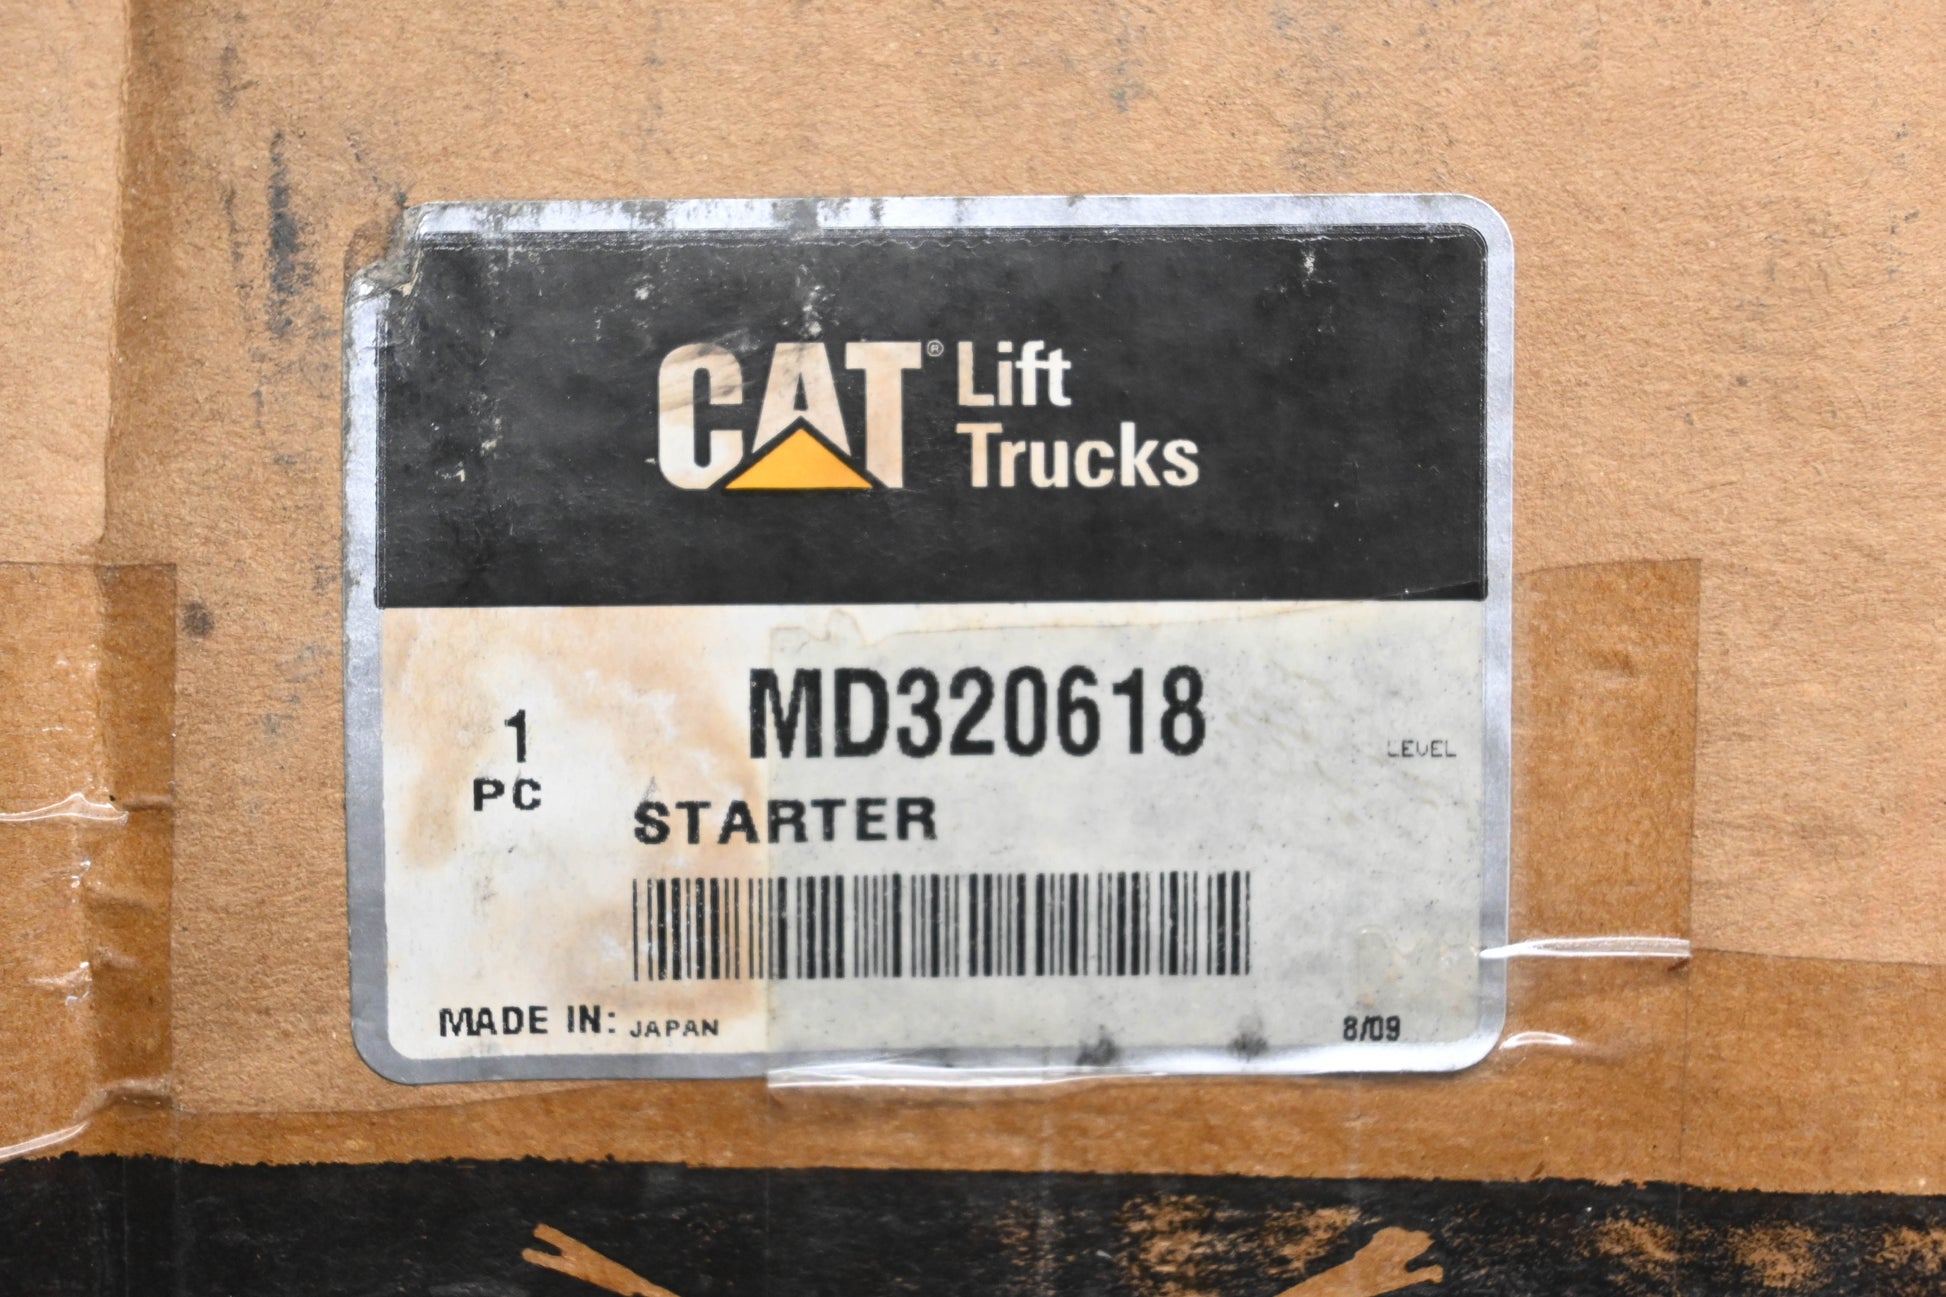 CAT® Lift
Trucks
MD320618
1
PC
LEVEL
STARTER
MADE IN: JAPAN
8/09